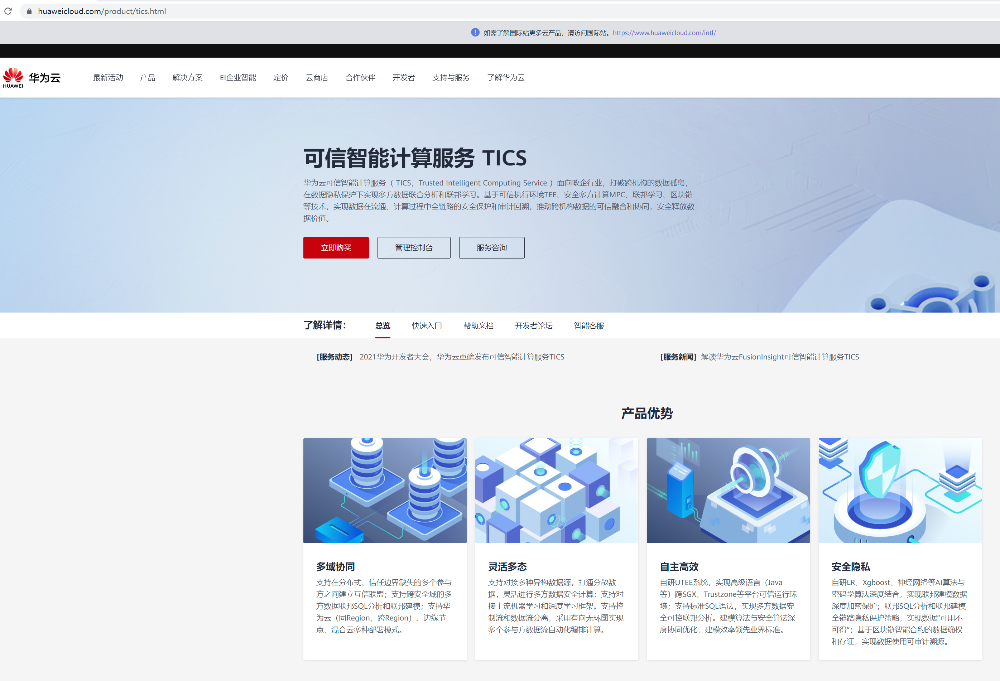 huaweicloud.com/product/tics.html
如需了解国际站更多云产品，请访问国际站。https://www.huaweicloud.com/intl/
HUAWEI 华为云 最新活动 产品 解决方案 EI企业智能 定价 云商店 合作伙伴 开发者 支持与服务 了解华为云
可信智能计算服务 TICS
华为云可信智能计算服务（ TICS，Trusted Intelligent Computing Service ）面向政企行业，打破跨机构的数据孤岛，
在数据隐私保护下实现多方数据联合分析和联邦学习。基于可信执行环境TEE、安全多方计算MPC、联邦学习、区块链
等技术，实现数据在流通、计算过程中全链路的安全保护和审计回溯，推动跨机构数据的可信融合和协同，安全释放数
据价值。
立即购买 管理控制台 服务咨询
了解详情： 总览 快速入门 帮助文档 开发者论坛 智能客服
[服务动态] 2021华为开发者大会，华为云重磅发布可信智能计算服务TICS
[服务新闻] 解读华为云FusionInsight可信智能计算服务TICS
产品优势
多域协同
支持在分布式、信任边界缺失的多个参与
方之间建立互信联盟；支持跨安全域的多
方数据联邦SQL分析和联邦建模；支持华
为云（同Region、跨Region）、边缘节
点、混合云多种部署模式。
灵活多态
支持对接多种异构数据源，打通分散数
据，灵活进行多方数据安全计算；支持对
接主流机器学习和深度学习框架。支持控
制流和数据流分离，采用有向无环图实现
多个参与方数据流自动化编排计算。
自主高效
自研UTEE系统，实现高级语言（Java
等）跨SGX、Trustzone等平台可信运行环
境；支持标准SQL语法，实现多方数据安
全可控联邦分析。建模算法与安全算法深
度协同优化，建模效率领先业界标准。
安全隐私
自研LR、Xgboost、神经网络等AI算法与
密码学算法深度结合，实现联邦建模数据
深度加密保护；联邦SQL分析和联邦建模
全链路隐私保护策略，实现数据“可用不
可得”；基于区块链智能合约的数据确权
和存证，实现数据使用可审计溯源。